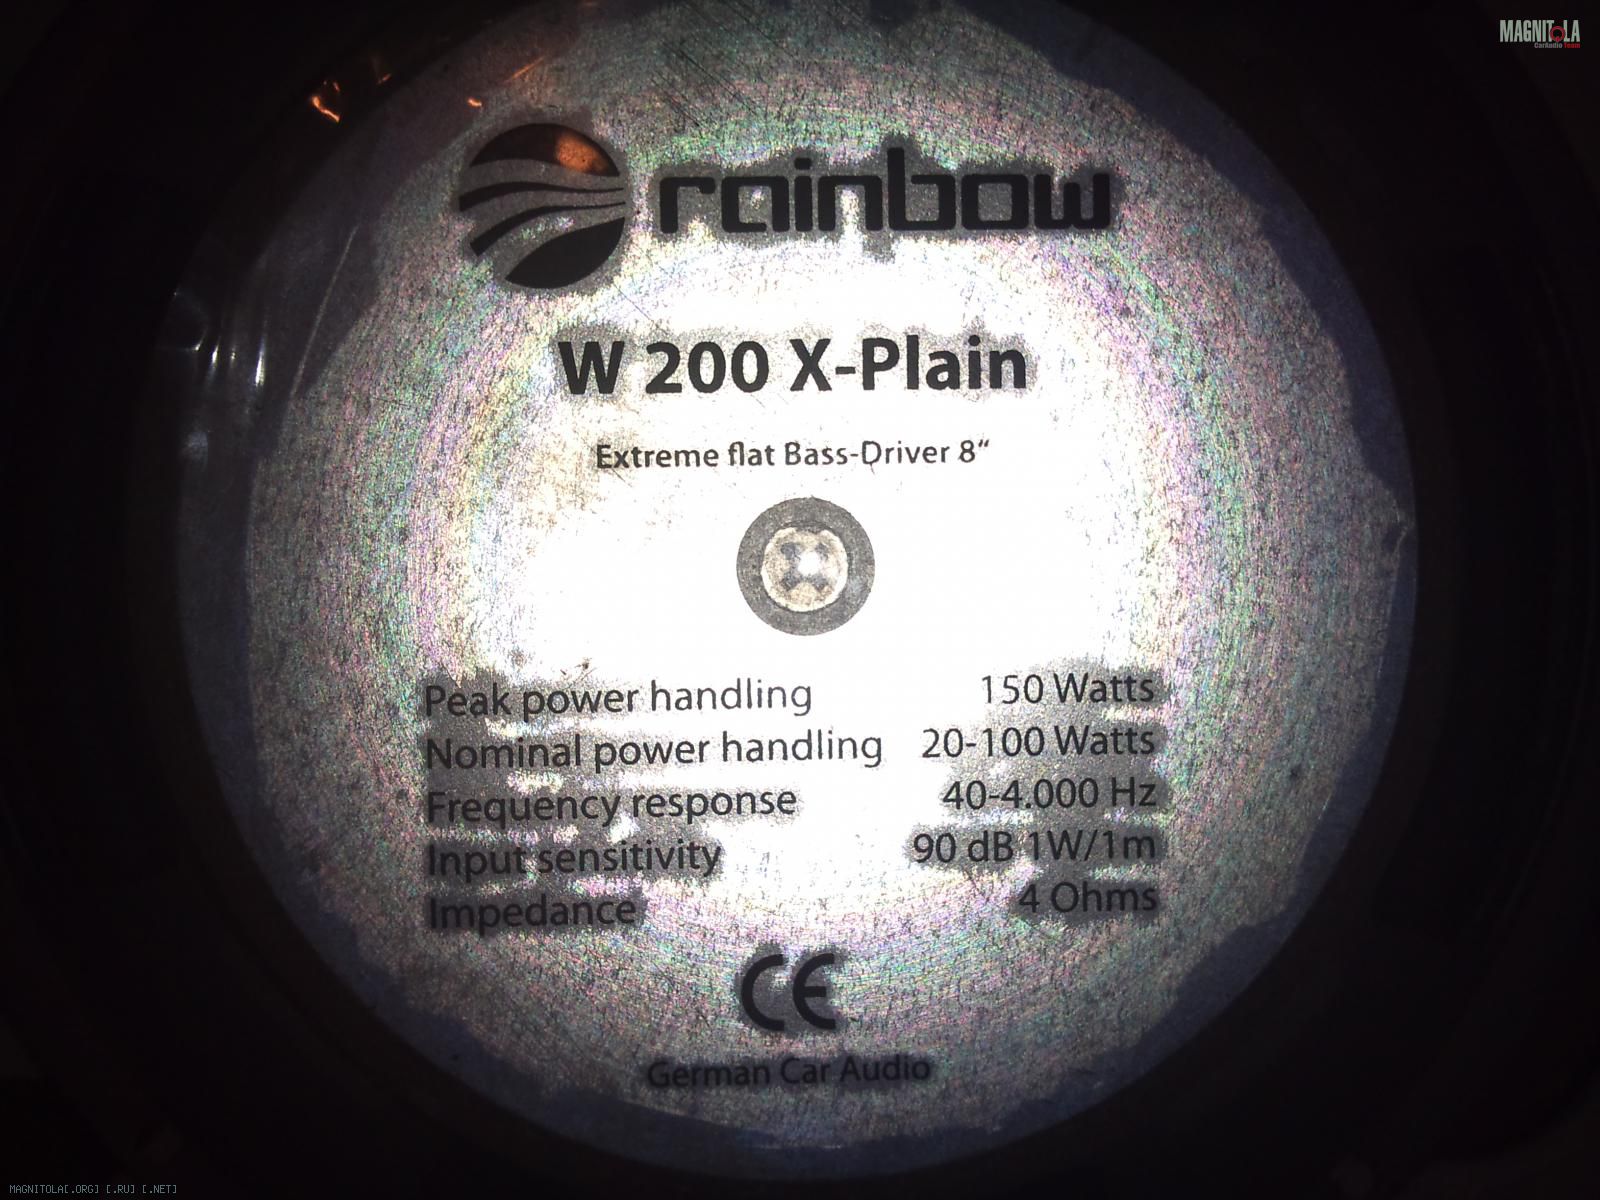 MAGNITOLA
CarAudio Team
rainbow
W 200 X-Plain
Extreme flat Bass-Driver 8“
Peak power handling 150 Watts
Nominal power handling 20-100 Watts
Frequency response 40-4.000 Hz
Input sensitivity 90 dB 1W/1m
Impedance 4 Ohms
CE
German Car Audio
MAGNITOLA[.ORG] [.RU] [.NET]